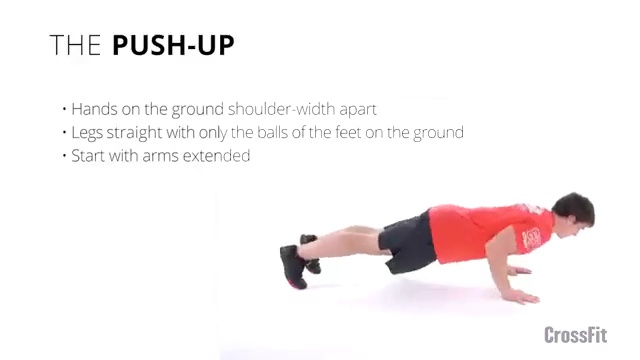 THE PUSH-UP
• Hands on the ground shoulder-width apart
• Legs straight with only the balls of the feet on the ground
• Start with arms extended
CrossFit